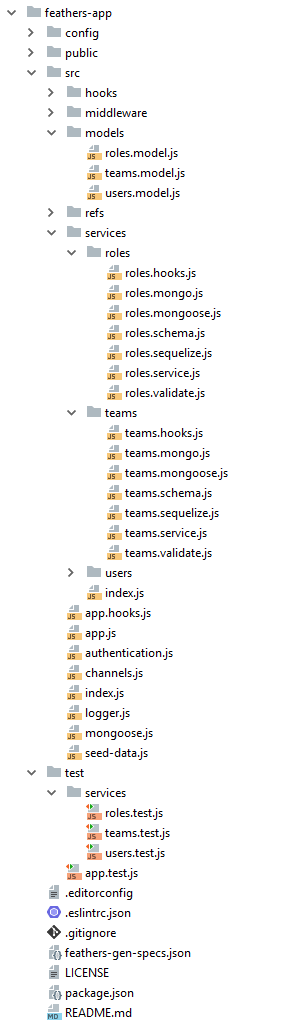 feathers-app
config
public
src
hooks
middleware
models
roles.model.js
teams.model.js
users.model.js
refs
services
roles
roles.hooks.js
roles.mongo.js
roles.mongoose.js
roles.schema.js
roles.sequelize.js
roles.service.js
roles.validate.js
teams
teams.hooks.js
teams.mongo.js
teams.mongoose.js
teams.schema.js
teams.sequelize.js
teams.service.js
teams.validate.js
users
index.js
app.hooks.js
app.js
authentication.js
channels.js
index.js
logger.js
mongoose.js
seed-data.js
test
services
roles.test.js
teams.test.js
users.test.js
app.test.js
.editorconfig
.eslintrc.json
.gitignore
feathers-gen-specs.json
LICENSE
package.json
README.md